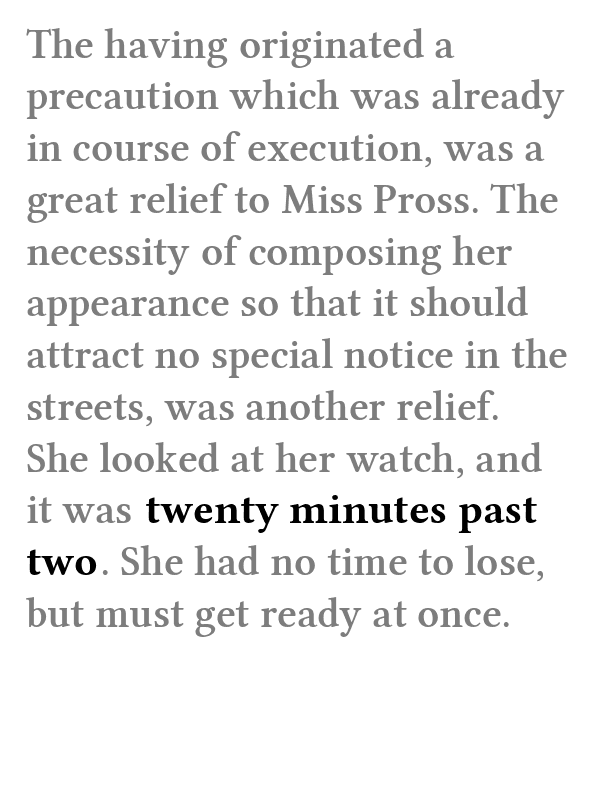 The having originated a
precaution which was already
in course of execution, was a
great relief to Miss Pross. The
necessity of composing her
appearance so that it should
attract no special notice in the
streets, was another relief.
She looked at her watch, and
it was twenty minutes past
two. She had no time to lose,
but must get ready at once.